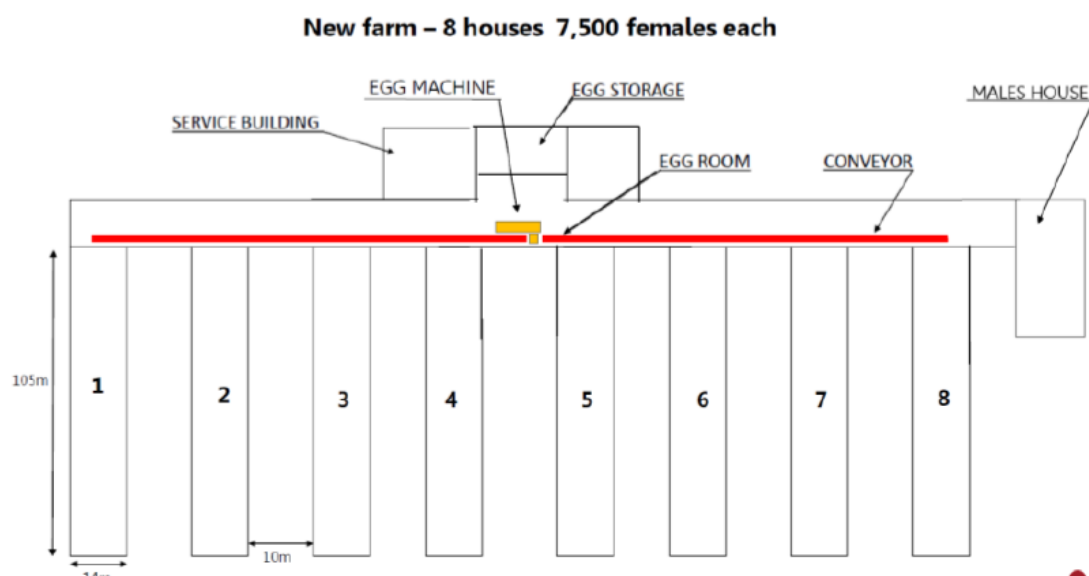 New farm – 8 houses 7,500 females each
EGG MACHINE
EGG STORAGE
MALES HOUSE
SERVICE BUILDING
EGG ROOM
CONVEYOR
105m
1
2
3
4
5
6
7
8
10m
14m